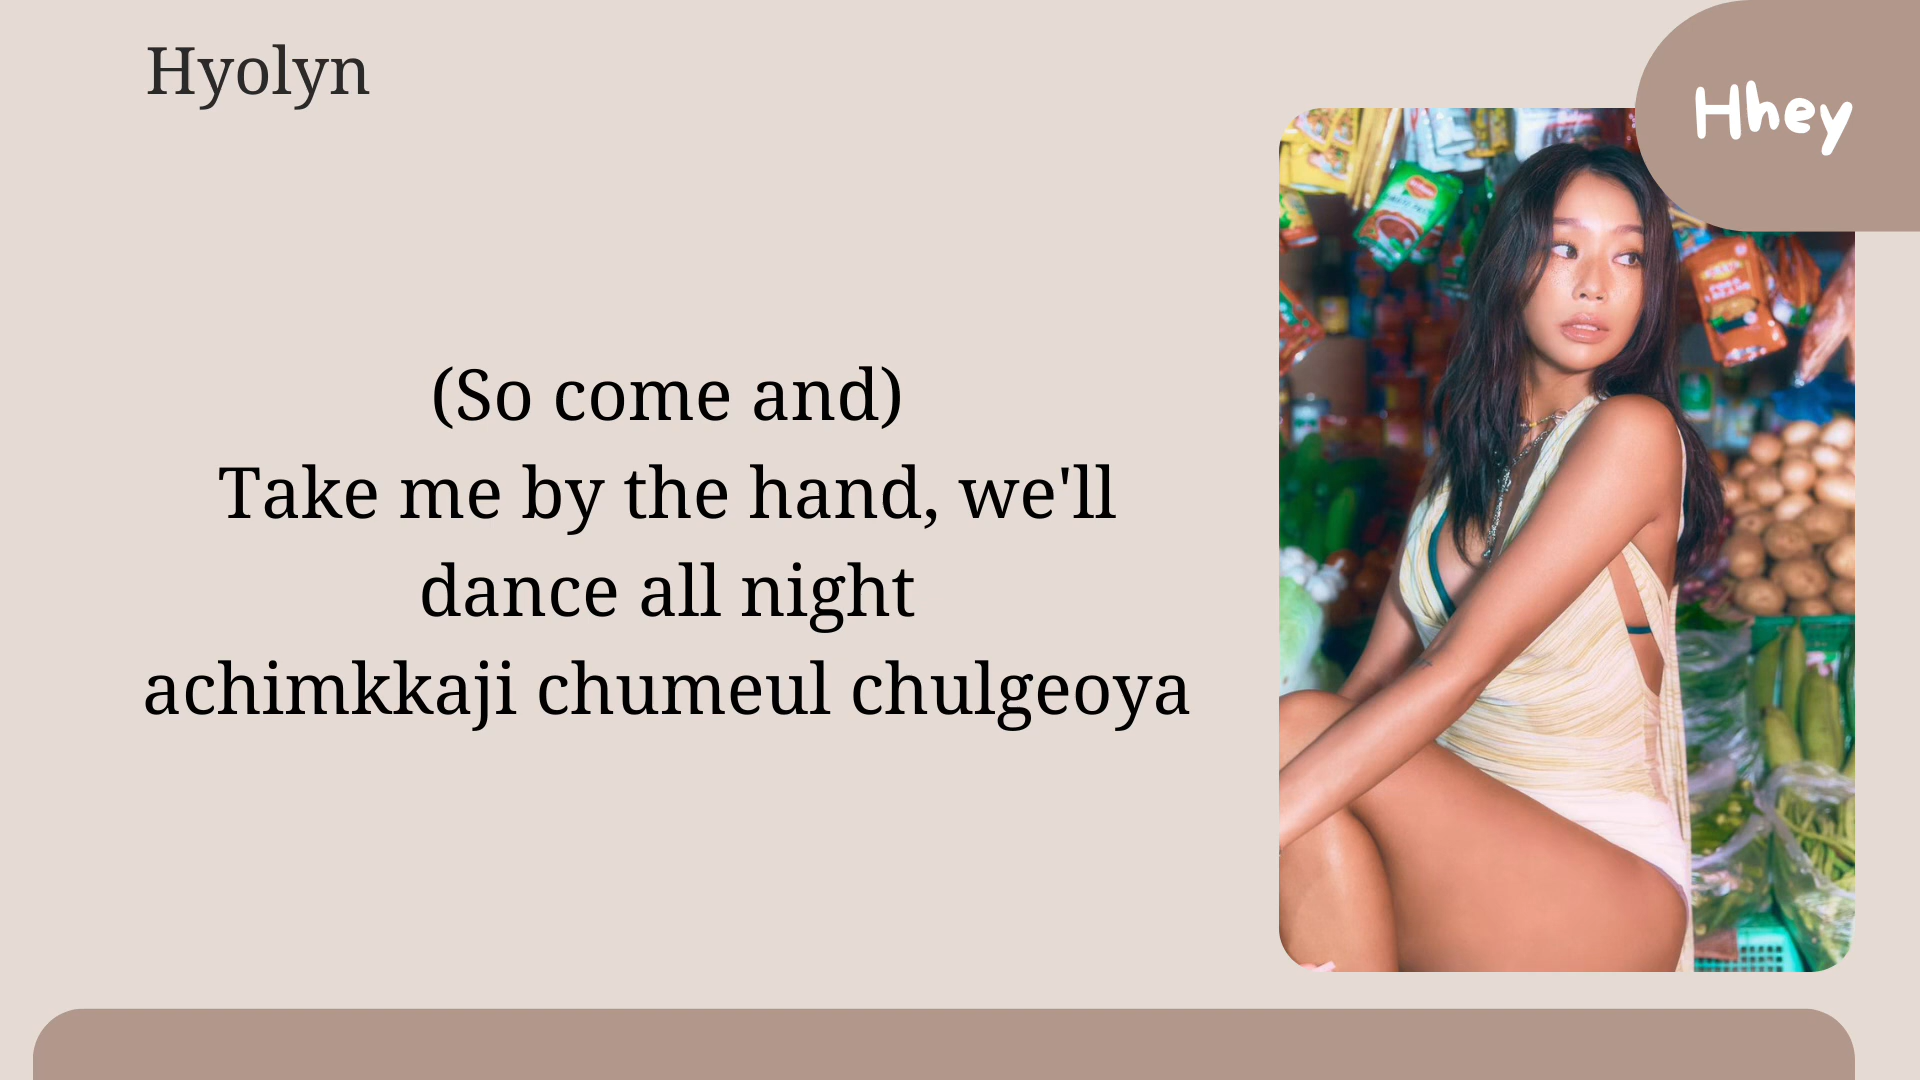 Hyolyn
Hhey
(So come and)
Take me by the hand, we'll
dance all night
achimkkaji chumeul chulgeoya